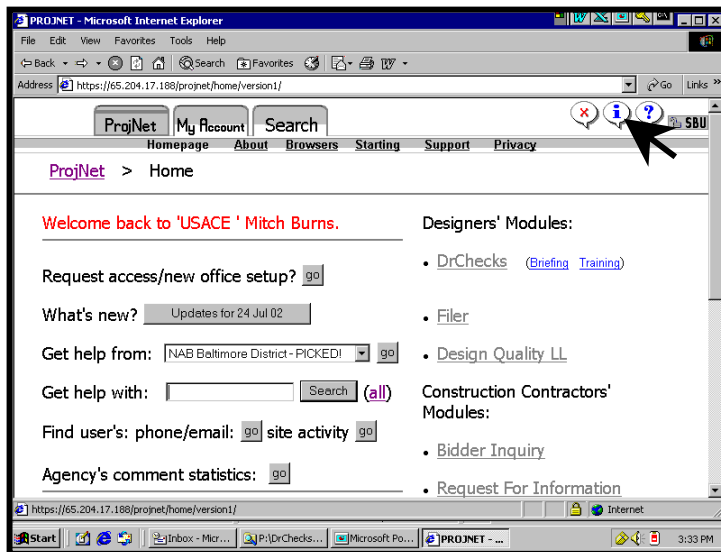 PROJNET - Microsoft Internet Explorer
File Edit View Favorites Tools Help
Back Search Favorites
Address https://65.204.17.188/projnet/home/version1/ Go Links »
ProjNet My Account Search × i ? SBU
Homepage About Browsers Starting Support Privacy
ProjNet > Home
Welcome back to 'USACE ' Mitch Burns.
Designers' Modules:
• DrChecks (Briefing Training)
Request access/new office setup? go
What's new? Updates for 24 Jul 02
• Filer
Get help from: NAB Baltimore District - PICKED! go
• Design Quality LL
Get help with: Search (all)
Construction Contractors'
Modules:
Find user's: phone/email: go site activity go
• Bidder Inquiry
Agency's comment statistics: go
• Request For Information
https://65.204.17.188/projnet/home/version1/ Internet
Start Inbox - Micr... P:\DrChecks... Microsoft Po... PROJNET - ... 3:33 PM